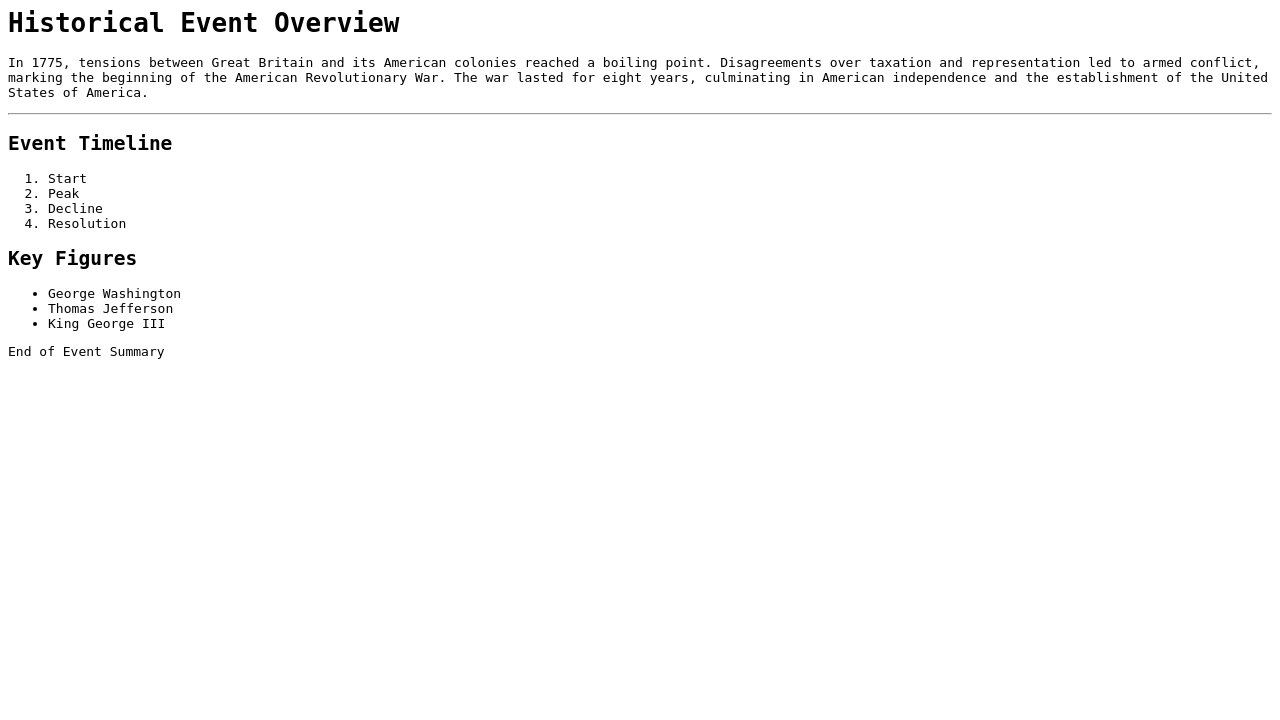 Historical Event Overview
In 1775, tensions between Great Britain and its American colonies reached a boiling point. Disagreements over taxation and representation led to armed conflict,
marking the beginning of the American Revolutionary War. The war lasted for eight years, culminating in American independence and the establishment of the United
States of America.
Event Timeline
1. Start
2. Peak
3. Decline
4. Resolution
Key Figures
• George Washington
• Thomas Jefferson
• King George III
End of Event Summary